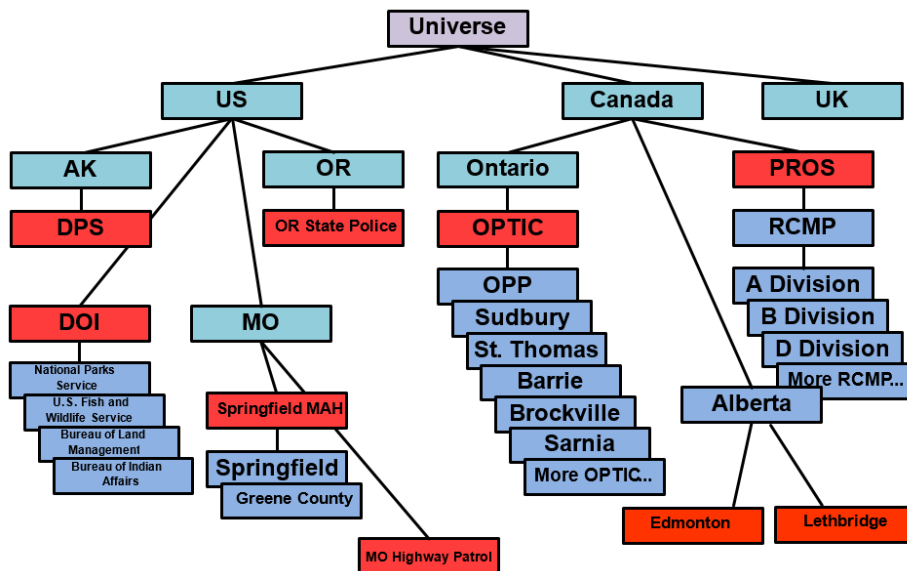 Universe
US
Canada
UK
AK
OR
Ontario
PROS
DPS
OR State Police
OPTIC
RCMP
OPP
Sudbury
St. Thomas
Barrie
Brockville
Sarnia
More OPTIC...
A Division
B Division
D Division
More RCMP...
DOI
MO
National Parks
Service
U.S. Fish and
Wildlife Service
Bureau of Land
Management
Bureau of Indian
Affairs
Springfield MAH
Springfield
Greene County
Alberta
Edmonton
Lethbridge
MO Highway Patrol